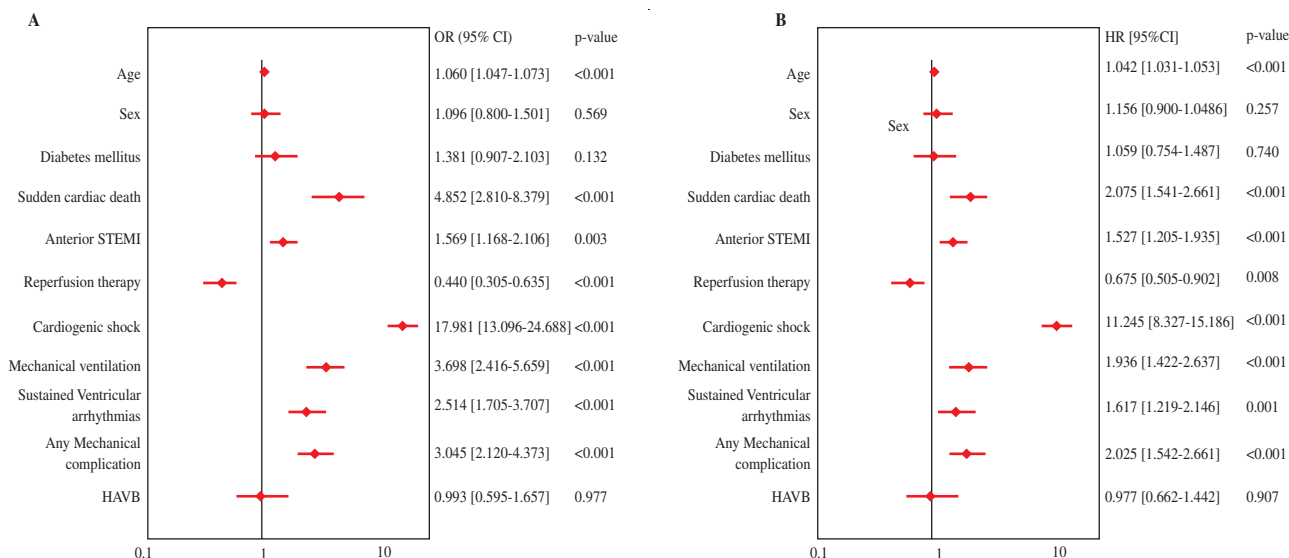 A
OR (95% CI) p-value
Age 1.060 [1.047-1.073] <0.001
Sex 1.096 [0.800-1.501] 0.569
Diabetes mellitus 1.381 [0.907-2.103] 0.132
Sudden cardiac death 4.852 [2.810-8.379] <0.001
Anterior STEMI 1.569 [1.168-2.106] 0.003
Reperfusion therapy 0.440 [0.305-0.635] <0.001
Cardiogenic shock 17.981 [13.096-24.688] <0.001
Mechanical ventilation 3.698 [2.416-5.659] <0.001
Sustained Ventricular
arrhythmias 2.514 [1.705-3.707] <0.001
Any Mechanical
complication 3.045 [2.120-4.373] <0.001
HAVB 0.993 [0.595-1.657] 0.977
0.1 1 10
B
HR [95%CI] p-value
Age 1.042 [1.031-1.053] <0.001
Sex 1.156 [0.900-1.0486] 0.257
Sex
Diabetes mellitus 1.059 [0.754-1.487] 0.740
Sudden cardiac death 2.075 [1.541-2.661] <0.001
Anterior STEMI 1.527 [1.205-1.935] <0.001
Reperfusion therapy 0.675 [0.505-0.902] 0.008
Cardiogenic shock 11.245 [8.327-15.186] <0.001
Mechanical ventilation 1.936 [1.422-2.637] <0.001
Sustained Ventricular
arrhythmias 1.617 [1.219-2.146] 0.001
Any Mechanical
complication 2.025 [1.542-2.661] <0.001
HAVB 0.977 [0.662-1.442] 0.907
0.1 1 10